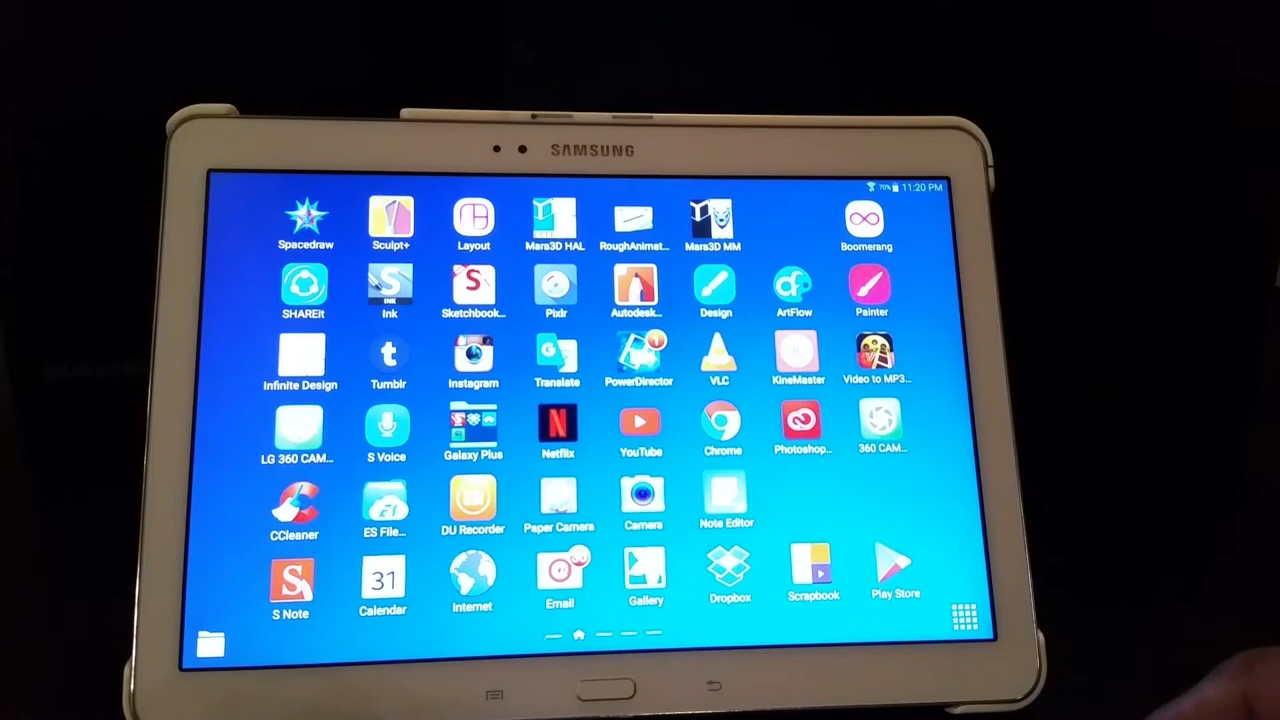 SAMSUNG
70% 11:20 PM
Spacedraw Sculpt+ Layout Mara3D HAL RoughAnimat... Mara3D MM Boomerang
SHAREit Ink Sketchbook... Pixlr Autodesk... Design ArtFlow Painter
Infinite Design Tumblr Instagram Translate PowerDirector VLC KineMaster Video to MP3...
LG 360 CAM... S Voice Galaxy Plus Netflix YouTube Chrome Photoshop... 360 CAM...
CCleaner ES File... DU Recorder Paper Camera Camera Note Editor
31
S Note Calendar Internet Email Gallery Dropbox Scrapbook Play Store